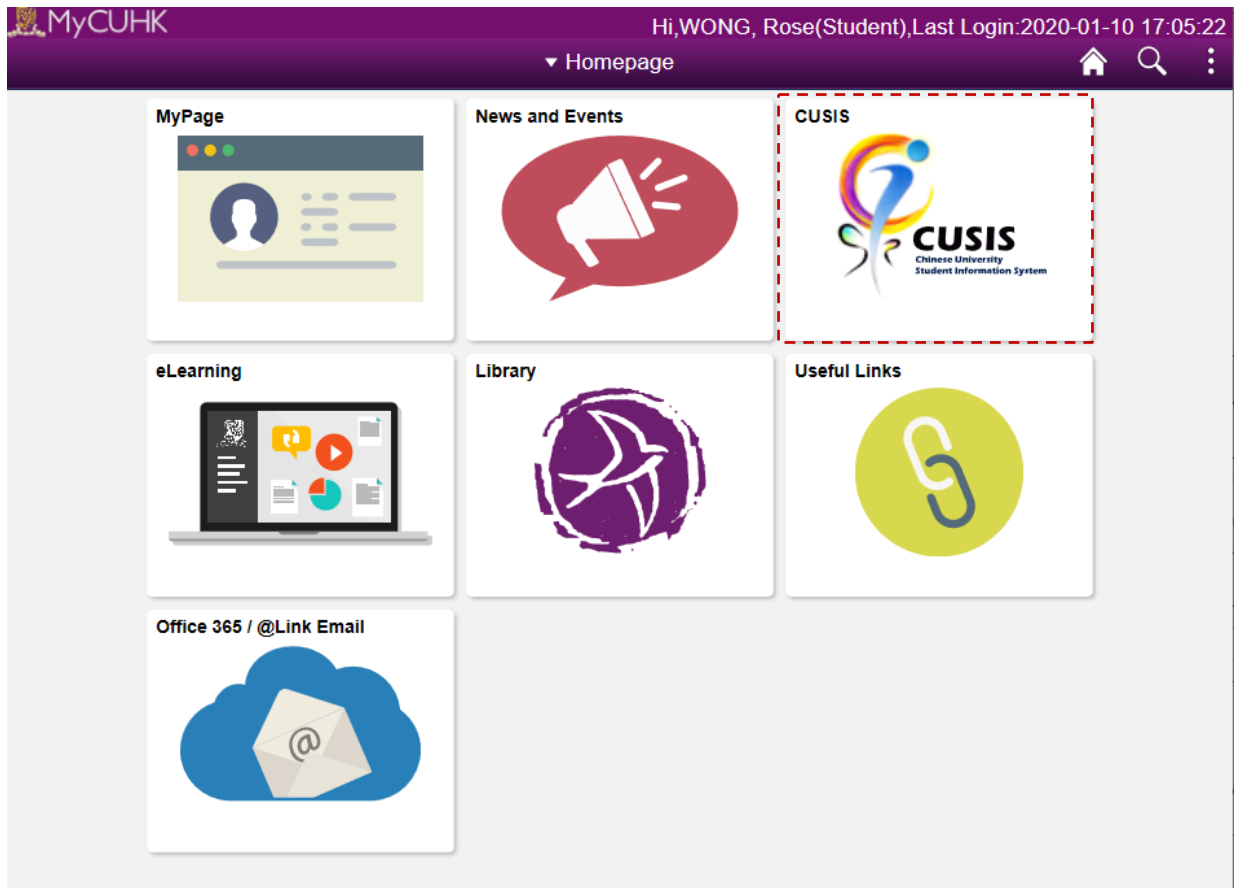 MyCUHK
Hi,WONG, Rose(Student),Last Login:2020-01-10 17:05:22
Homepage
MyPage
News and Events
CUSIS
CUSIS
Chinese University
Student Information System
eLearning
Library
Useful Links
Office 365 / @Link Email
@